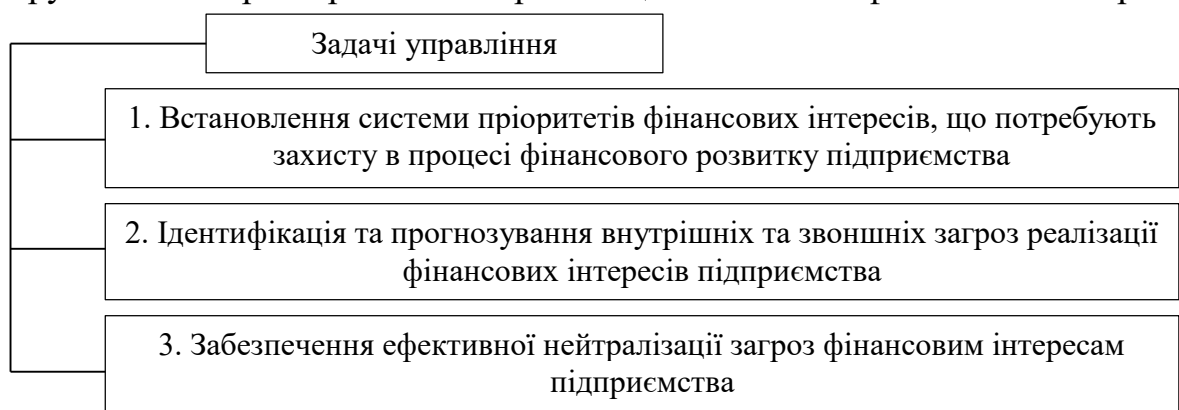 Задачі управління
1. Встановлення системи пріоритетів фінансових інтересів, що потребують
захисту в процесі фінансового розвитку підприємства
2. Ідентифікація та прогнозування внутрішніх та звоншніх загроз реалізації
фінансових інтересів підприємства
3. Забезпечення ефективної нейтралізації загроз фінансовим інтересам
підприємства